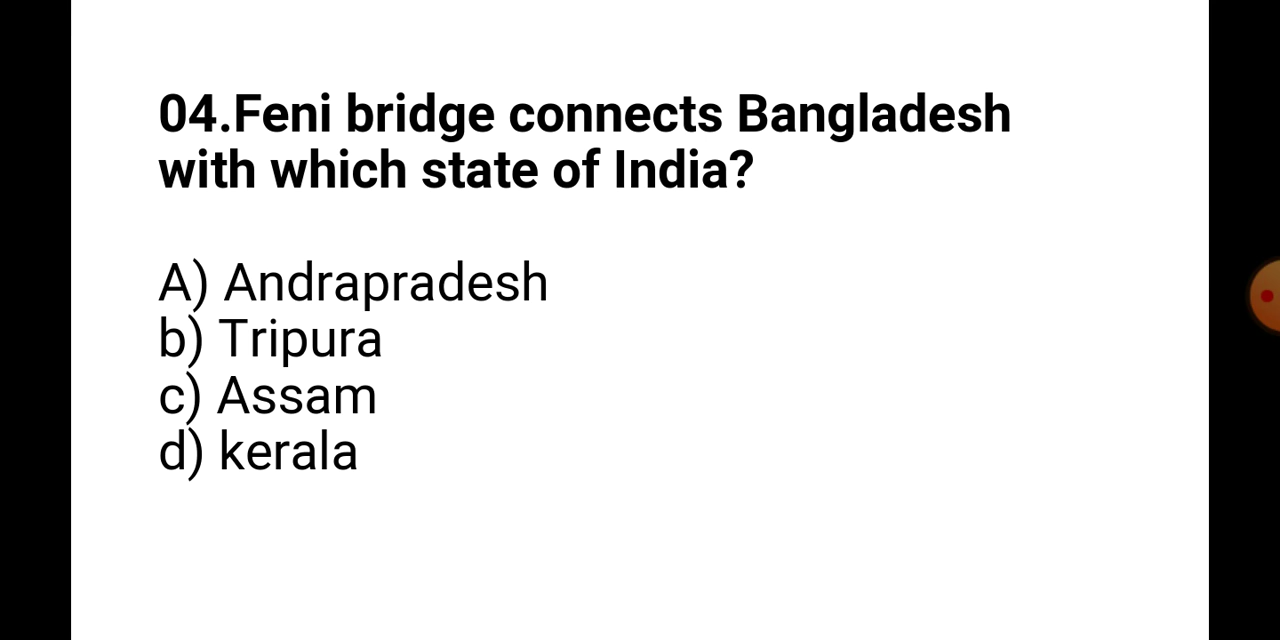 04.Feni bridge connects Bangladesh
with which state of India?
A) Andrapradesh
b) Tripura
c) Assam
d) kerala